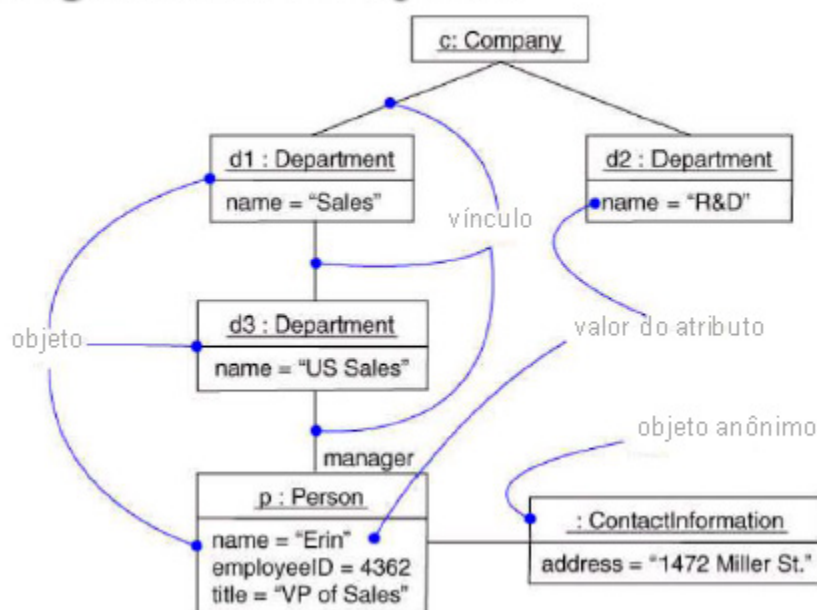 c: Company
d1 : Department
name = “Sales”
d2 : Department
name = “R&D”
vínculo
objeto
d3 : Department
name = “US Sales”
valor do atributo
manager
objeto anônimo
p : Person
name = “Erin”
employeeID = 4362
title = “VP of Sales”
: ContactInformation
address = “1472 Miller St.”